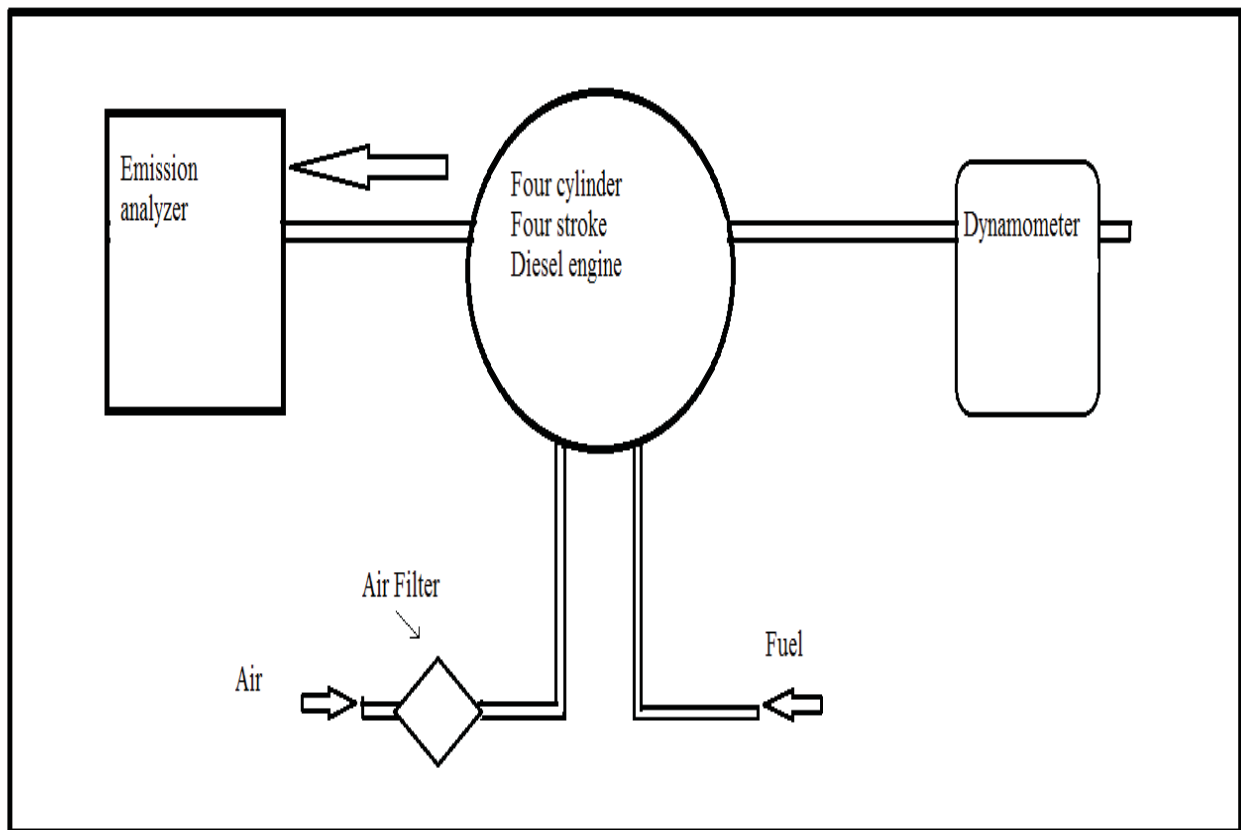 Emission
analyzer
Four cylinder
Four stroke
Diesel engine
Dynamometer
Air Filter
Air
Fuel